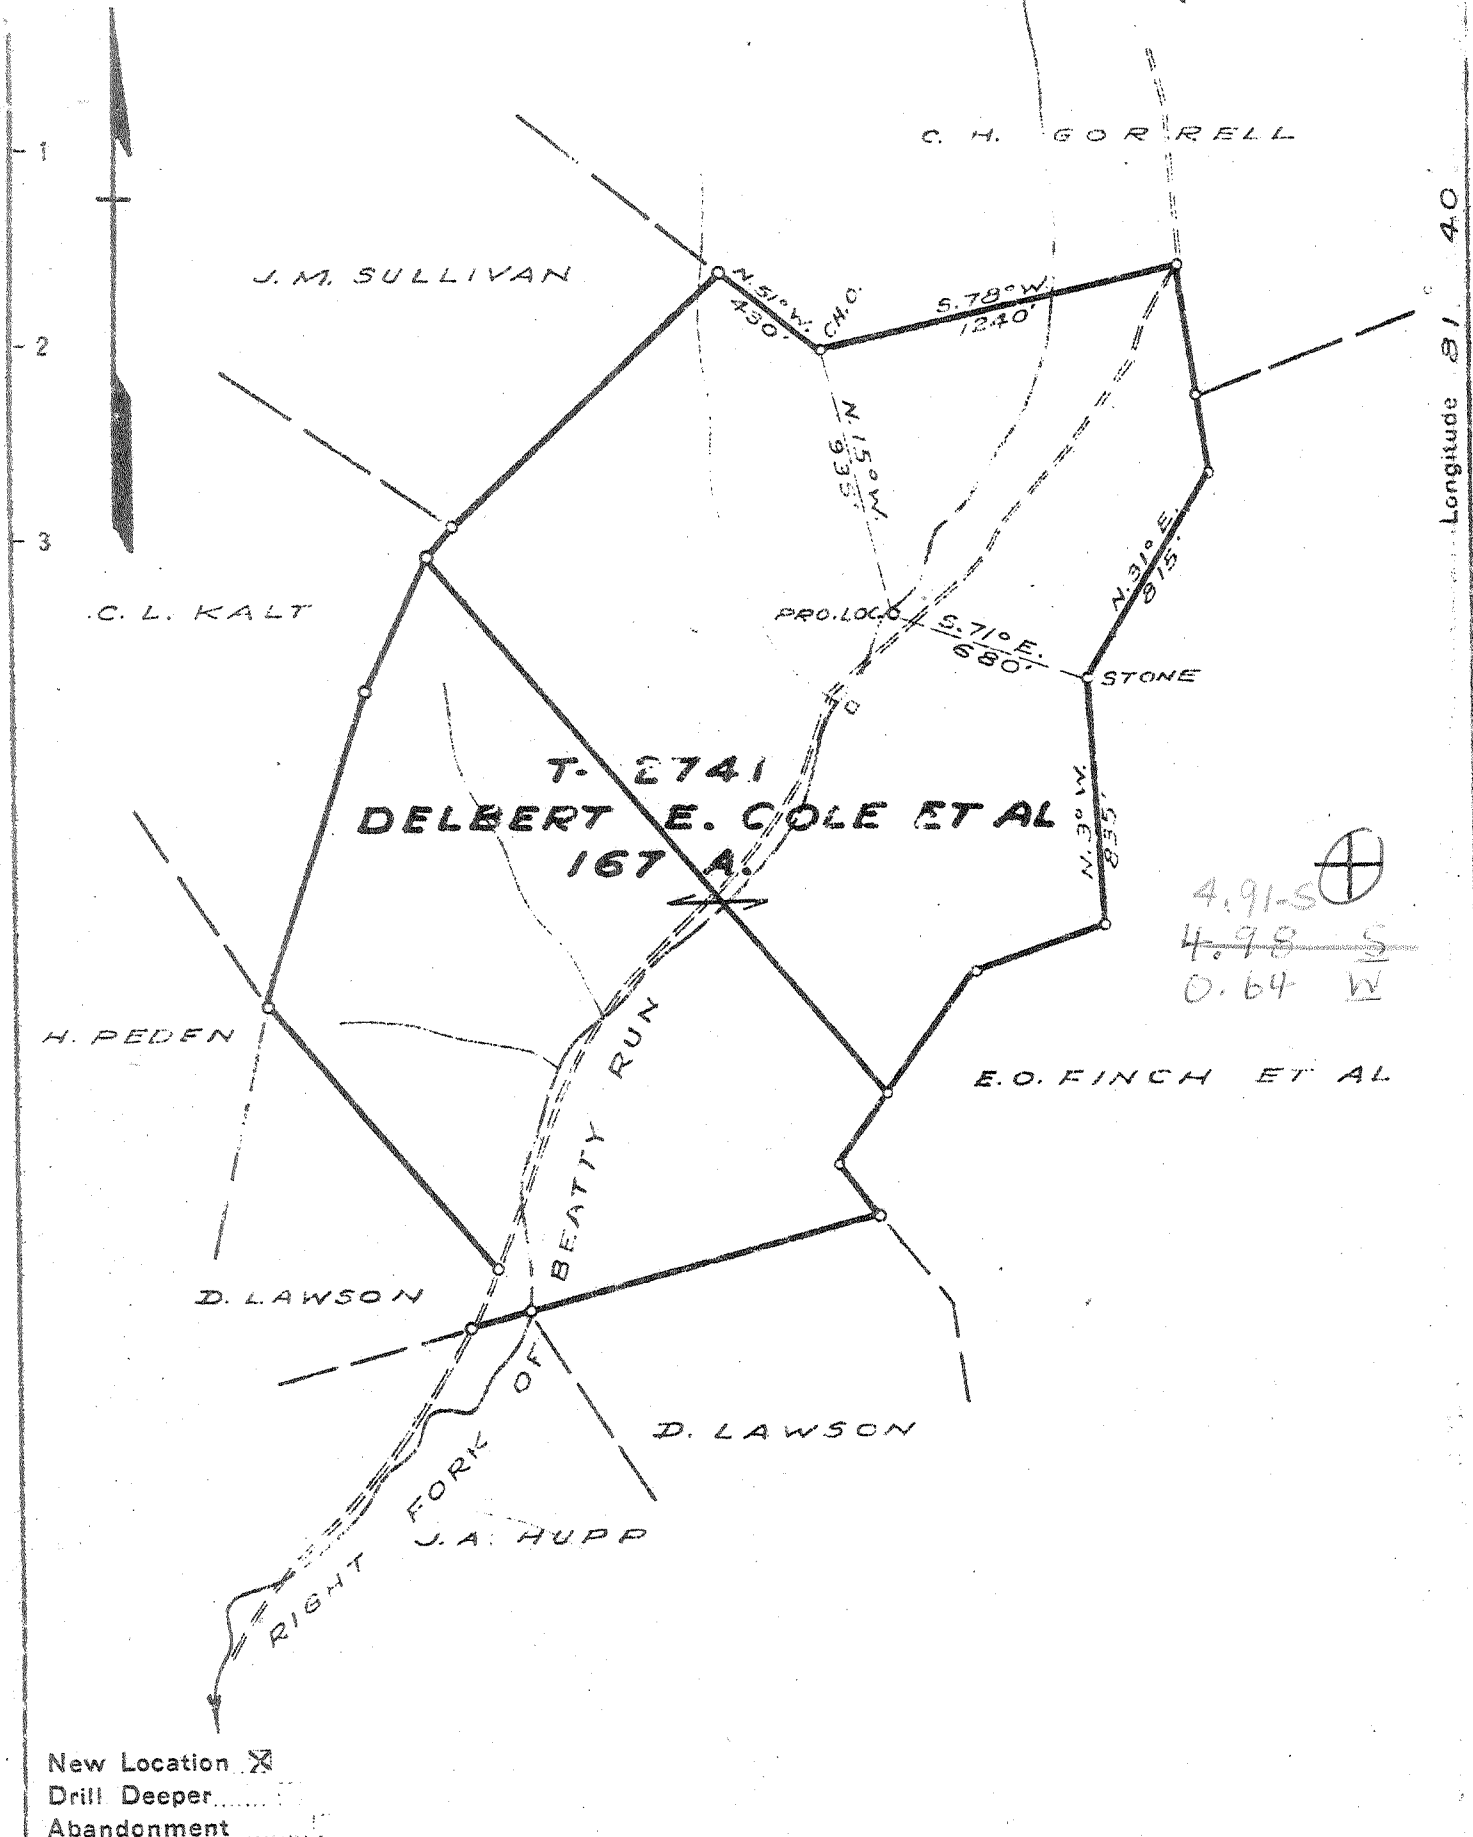 C. H. GORRELL
1
Longitude 81° 40
J. M. SULLIVAN
N. 51° W.
430'
CH.O.
S. 78° W.
1240'
2
N. 15° W.
935'
3
N. 31° E.
815'
C. L. KALT
PRO. LOC.
S. 71° E.
680'
STONE
T- 2741
DELBERT E. COLE ET AL
167 A.
N. 3° W.
835'
4.91-S
4.98 S
0.64 W
H. PEDEN
E. O. FINCH ET AL
D. LAWSON
RIGHT FORK OF BEATTY RUN
D. LAWSON
J. A. HUPP
New Location X
Drill Deeper
Abandonment